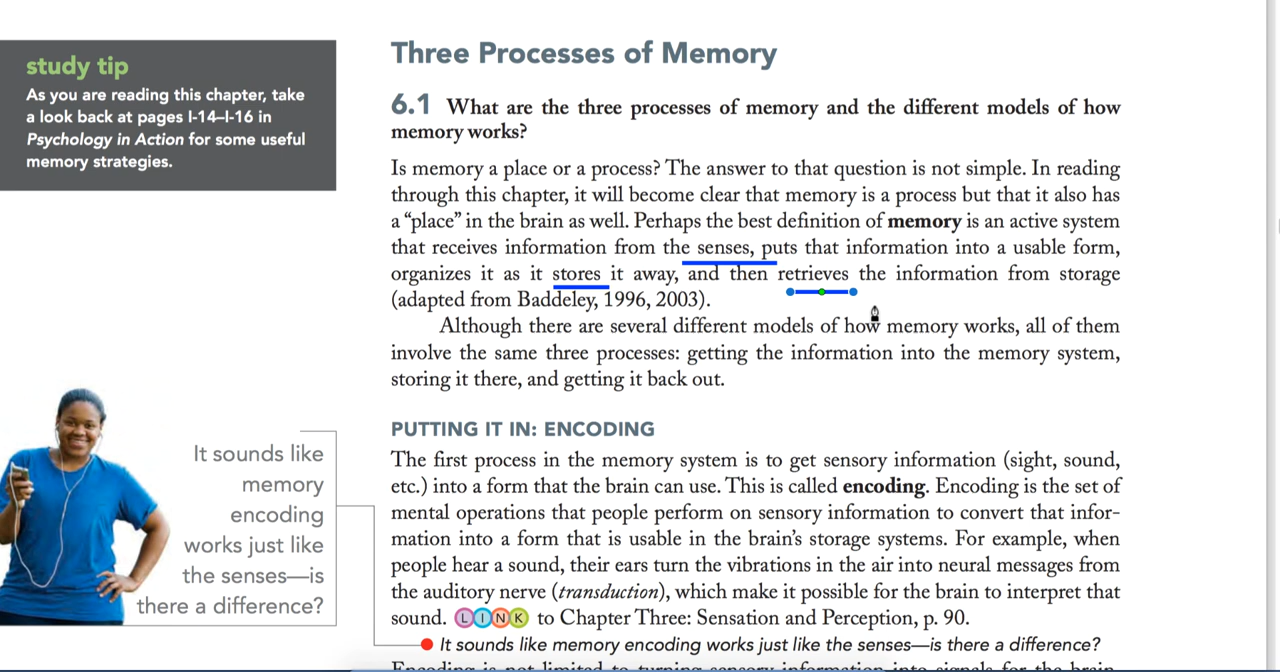 study tip
As you are reading this chapter, take
a look back at pages I-14–I-16 in
Psychology in Action for some useful
memory strategies.
Three Processes of Memory
6.1 What are the three processes of memory and the different models of how
memory works?
Is memory a place or a process? The answer to that question is not simple. In reading
through this chapter, it will become clear that memory is a process but that it also has
a “place” in the brain as well. Perhaps the best definition of memory is an active system
that receives information from the senses, puts that information into a usable form,
organizes it as it stores it away, and then retrieves the information from storage
(adapted from Baddeley, 1996, 2003).
Although there are several different models of how memory works, all of them
involve the same three processes: getting the information into the memory system,
storing it there, and getting it back out.
It sounds like
memory
encoding
works just like
the senses—is
there a difference?
PUTTING IT IN: ENCODING
The first process in the memory system is to get sensory information (sight, sound,
etc.) into a form that the brain can use. This is called encoding. Encoding is the set of
mental operations that people perform on sensory information to convert that infor-
mation into a form that is usable in the brain’s storage systems. For example, when
people hear a sound, their ears turn the vibrations in the air into neural messages from
the auditory nerve (transduction), which make it possible for the brain to interpret that
sound. LINK to Chapter Three: Sensation and Perception, p. 90.
It sounds like memory encoding works just like the senses—is there a difference?
Encoding is not limited to turning sensory information into signals for the brain